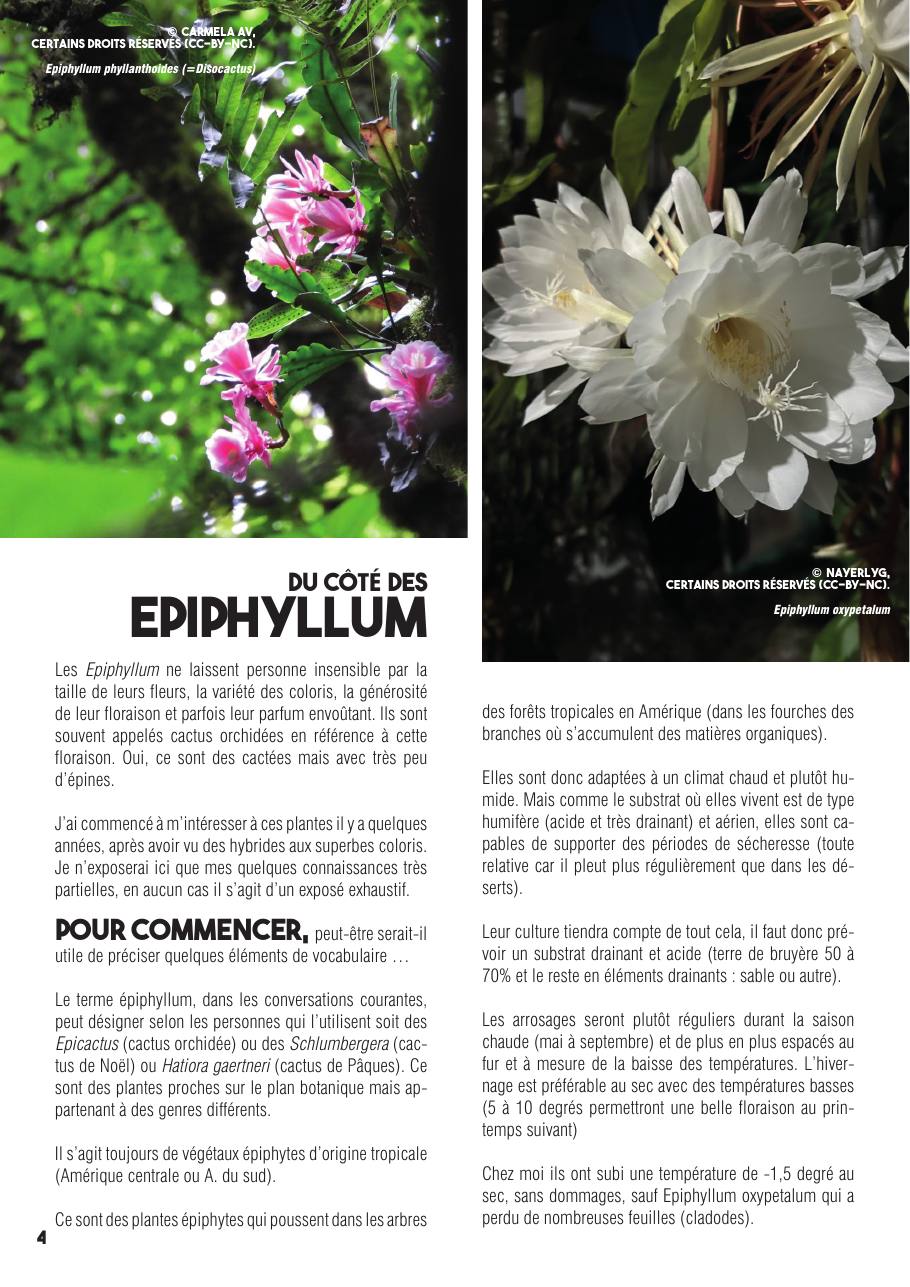 © CARMELA AV,
CERTAINS DROITS RÉSERVÉS (CC-BY-NC).
Epiphyllum phyllanthoides (=Disocactus)
© NAYERLYG,
CERTAINS DROITS RÉSERVÉS (CC-BY-NC).
Epiphyllum oxypetalum
DU CÔTÉ DES
EPIPHYLLUM
Les Epiphyllum ne laissent personne insensible par la
taille de leurs fleurs, la variété des coloris, la générosité
de leur floraison et parfois leur parfum envoûtant. Ils sont
souvent appelés cactus orchidées en référence à cette
floraison. Oui, ce sont des cactées mais avec très peu
d'épines.
J'ai commencé à m'intéresser à ces plantes il y a quelques
années, après avoir vu des hybrides aux superbes coloris.
Je n'exposerai ici que mes quelques connaissances très
partielles, en aucun cas il s'agit d'un exposé exhaustif.
POUR COMMENCER, peut-être serait-il
utile de préciser quelques éléments de vocabulaire …
Le terme épiphyllum, dans les conversations courantes,
peut désigner selon les personnes qui l'utilisent soit des
Epicactus (cactus orchidée) ou des Schlumbergera (cac-
tus de Noël) ou Hatiora gaertneri (cactus de Pâques). Ce
sont des plantes proches sur le plan botanique mais ap-
partenant à des genres différents.
Il s'agit toujours de végétaux épiphytes d'origine tropicale
(Amérique centrale ou A. du sud).
Ce sont des plantes épiphytes qui poussent dans les arbres
des forêts tropicales en Amérique (dans les fourches des
branches où s'accumulent des matières organiques).
Elles sont donc adaptées à un climat chaud et plutôt hu-
mide. Mais comme le substrat où elles vivent est de type
humifère (acide et très drainant) et aérien, elles sont ca-
pables de supporter des périodes de sécheresse (toute
relative car il pleut plus régulièrement que dans les dé-
serts).
Leur culture tiendra compte de tout cela, il faut donc pré-
voir un substrat drainant et acide (terre de bruyère 50 à
70% et le reste en éléments drainants : sable ou autre).
Les arrosages seront plutôt réguliers durant la saison
chaude (mai à septembre) et de plus en plus espacés au
fur et à mesure de la baisse des températures. L'hiver-
nage est préférable au sec avec des températures basses
(5 à 10 degrés permettront une belle floraison au prin-
temps suivant)
Chez moi ils ont subi une température de -1,5 degré au
sec, sans dommages, sauf Epiphyllum oxypetalum qui a
perdu de nombreuses feuilles (cladodes).
4